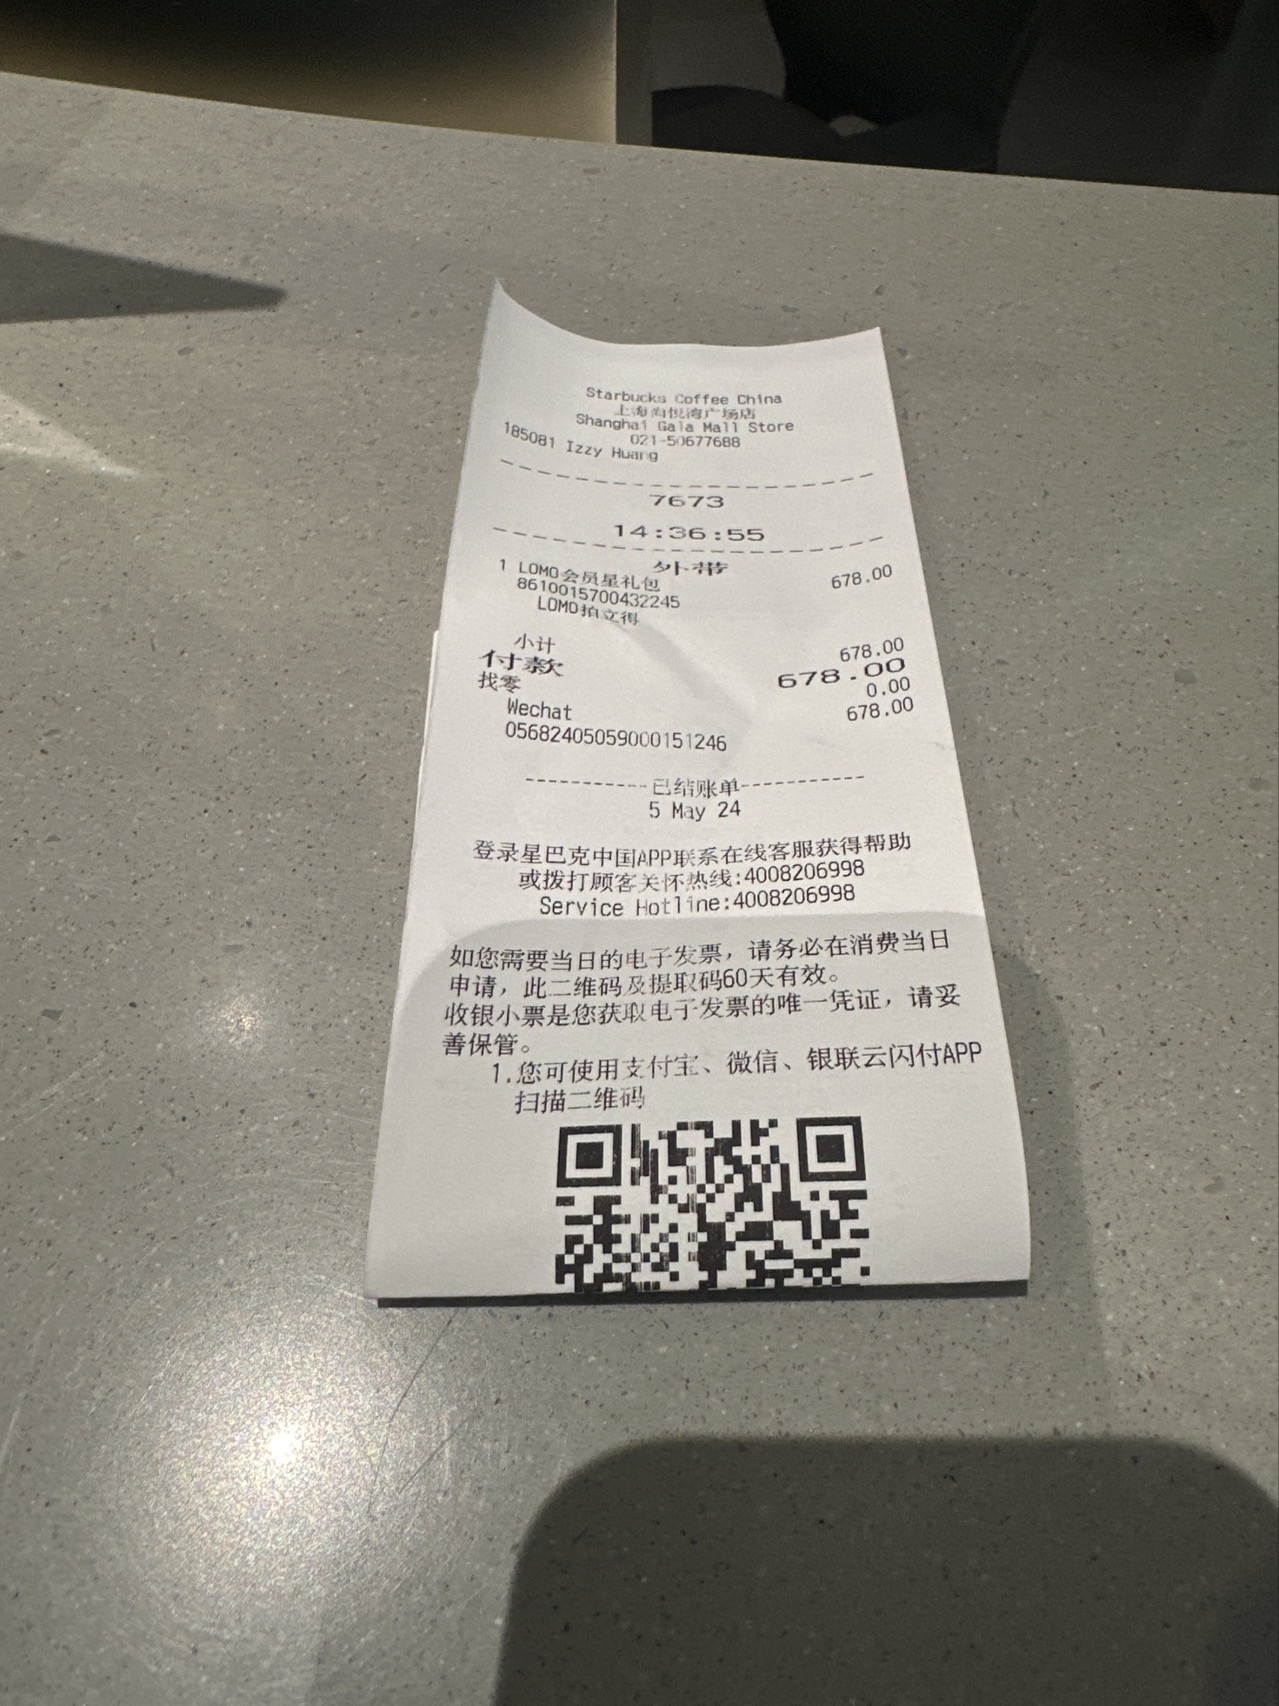 Starbucks Coffee China
上海尚悦湾广场店
Shanghai Gala Mall Store
021-50677688
185081 Izzy Huang
7673
14:36:55
外带
1 LOMO会员星礼包 678.00
8610015700432245
LOMO拍立得
小计 678.00
付款 678.00
找零 0.00
Wechat 678.00
05682405059000151246
已结账单
5 May 24
登录星巴克中国APP联系在线客服获得帮助
或拨打顾客关怀热线:4008206998
Service Hotline:4008206998
如您需要当日的电子发票，请务必在消费当日
申请，此二维码及提取码60天有效。
收银小票是您获取电子发票的唯一凭证，请妥
善保管。
1.您可使用支付宝、微信、银联云闪付APP
扫描二维码